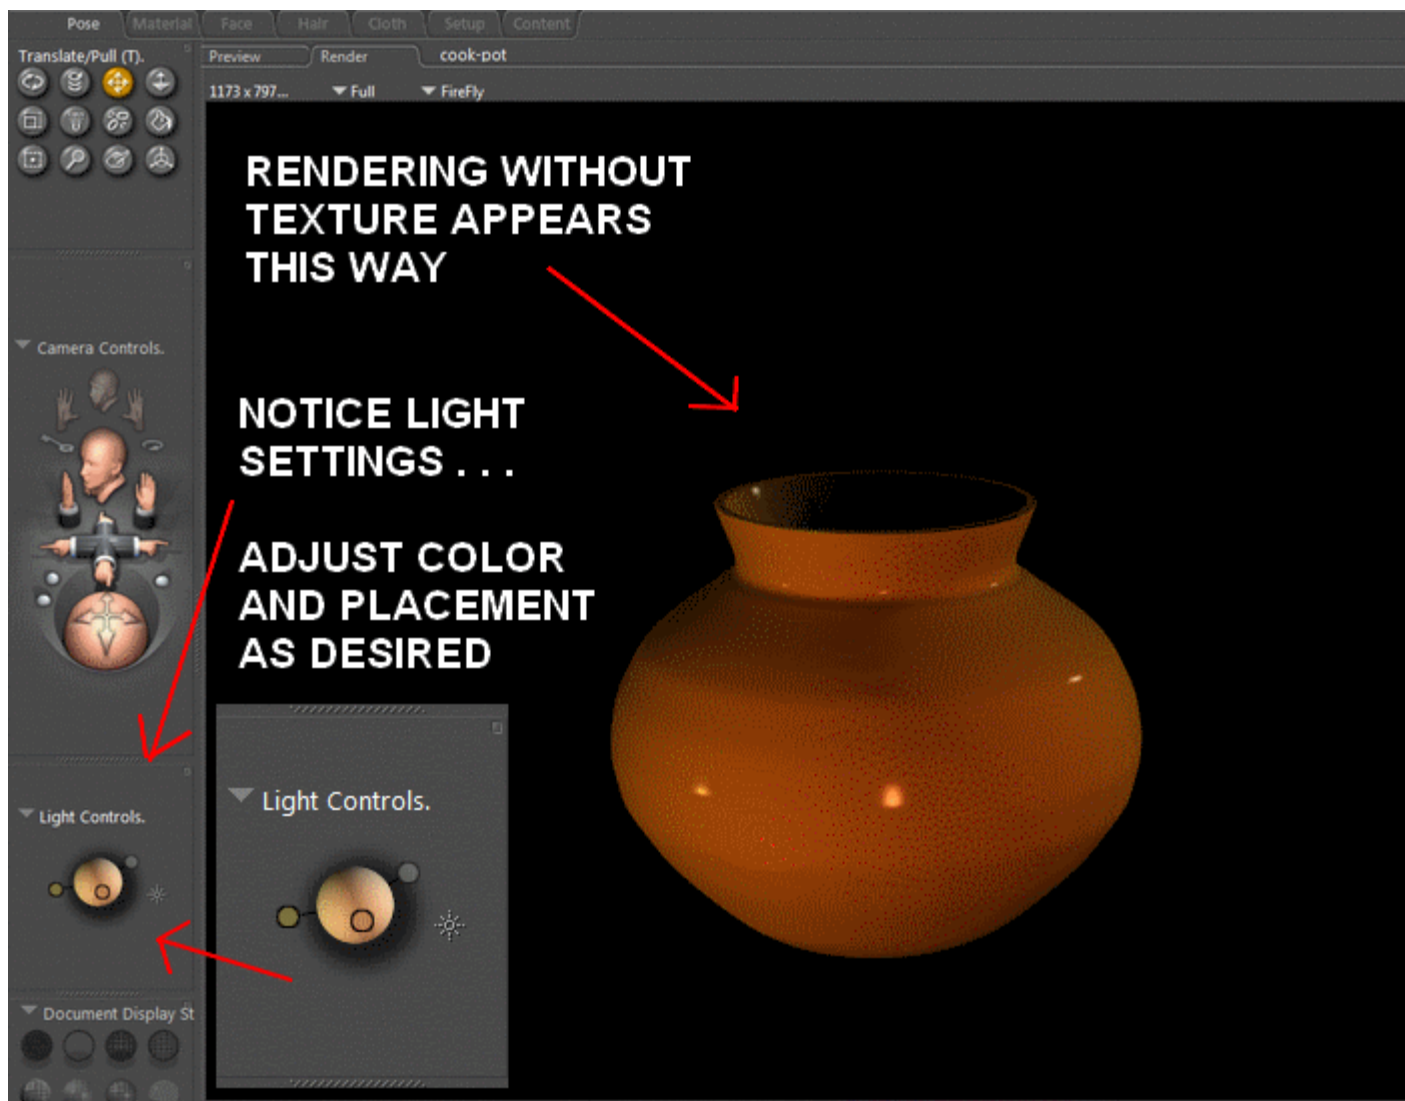 Pose Material Face Hair Cloth Setup Content
Translate/Pull (T).
Preview Render cook-pot
1173 x 797... Full FireFly
RENDERING WITHOUT
TEXTURE APPEARS
THIS WAY
Camera Controls.
NOTICE LIGHT
SETTINGS . . .
ADJUST COLOR
AND PLACEMENT
AS DESIRED
Light Controls.
Light Controls.
Document Display St